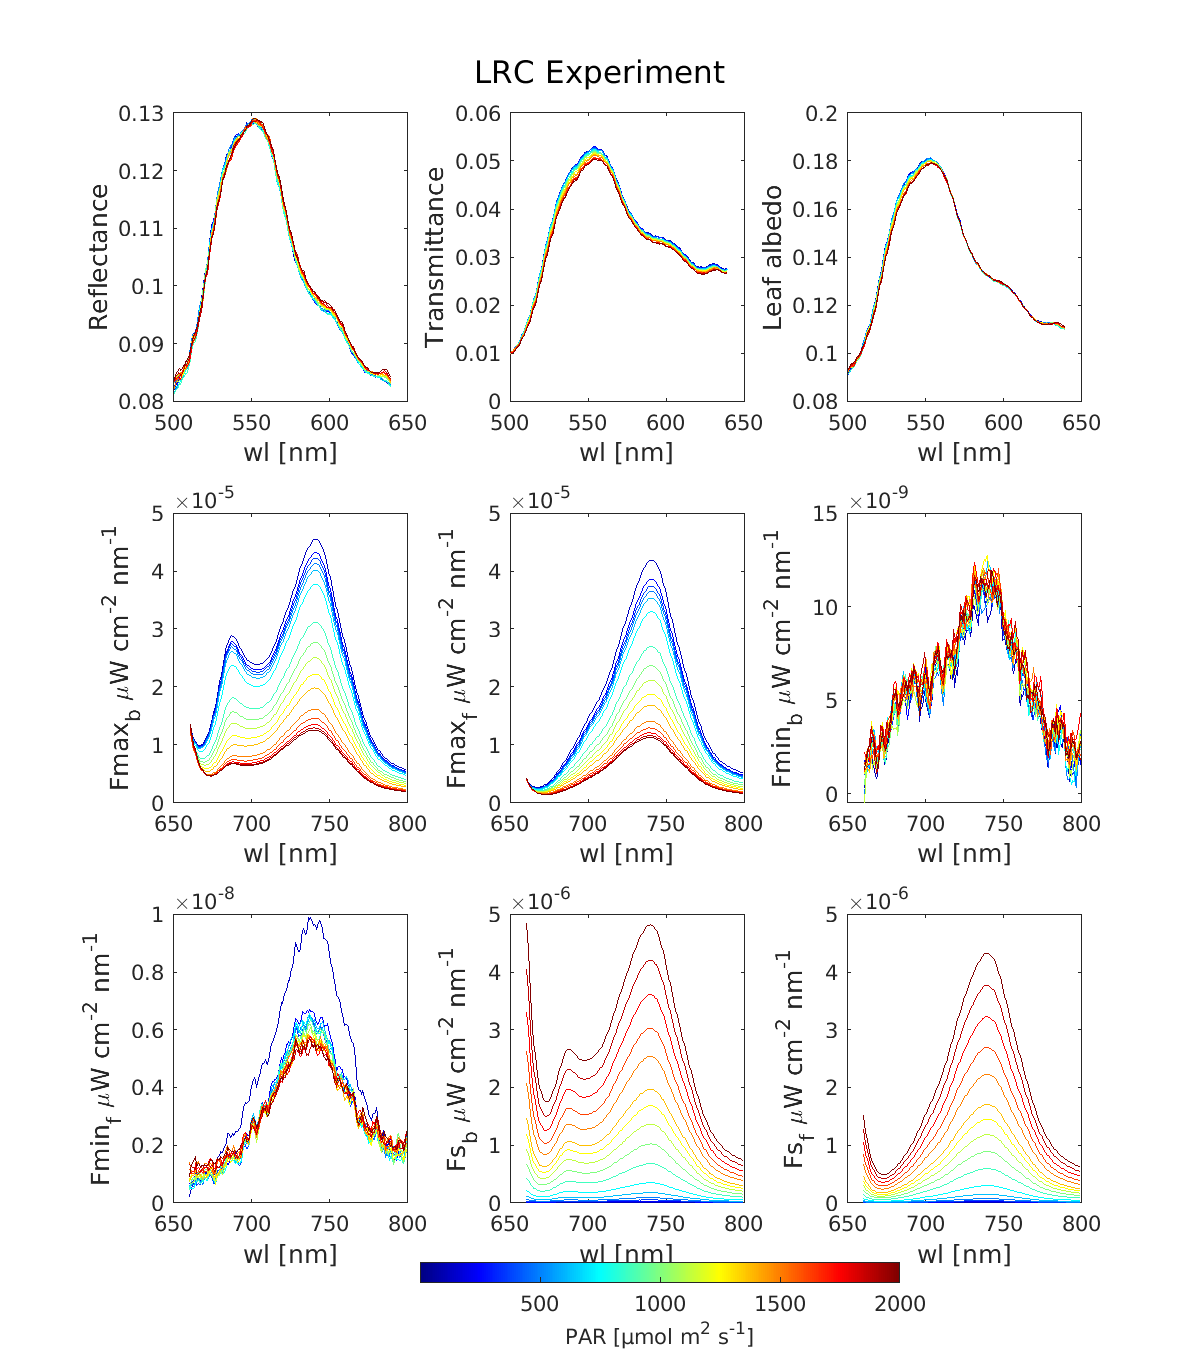 LRC Experiment
0.13
0.12
0.11
0.1
0.09
0.08
Reflectance
500 550 600 650
wl [nm]
0.06
0.05
0.04
0.03
0.02
0.01
0
Transmittance
500 550 600 650
wl [nm]
0.2
0.18
0.16
0.14
0.12
0.1
0.08
Leaf albedo
500 550 600 650
wl [nm]
×10-5
5
4
3
2
1
0
Fmaxb μW cm-2 nm-1
650 700 750 800
wl [nm]
×10-5
5
4
3
2
1
0
Fmaxf μW cm-2 nm-1
650 700 750 800
wl [nm]
×10-9
15
10
5
0
Fminb μW cm-2 nm-1
650 700 750 800
wl [nm]
×10-8
1
0.8
0.6
0.4
0.2
0
Fminf μW cm-2 nm-1
650 700 750 800
wl [nm]
×10-6
5
4
3
2
1
0
Fsb μW cm-2 nm-1
650 700 750 800
wl [nm]
×10-6
5
4
3
2
1
0
Fsf μW cm-2 nm-1
650 700 750 800
wl [nm]
500 1000 1500 2000
PAR [μmol m2 s-1]